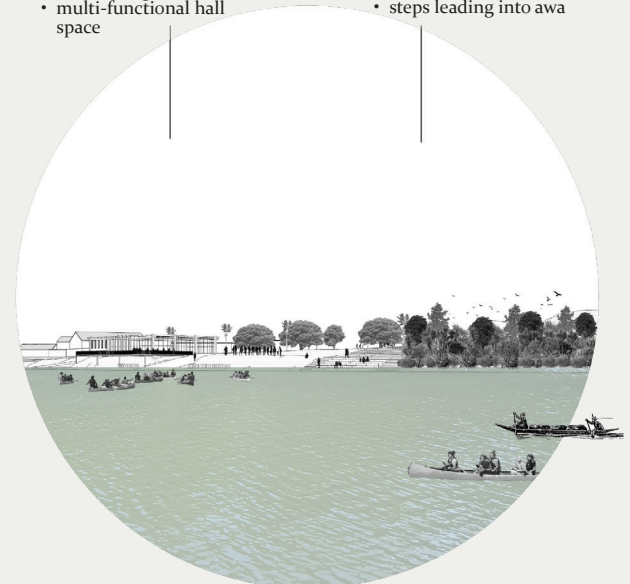 • multi-functional hall
space
• steps leading into awa